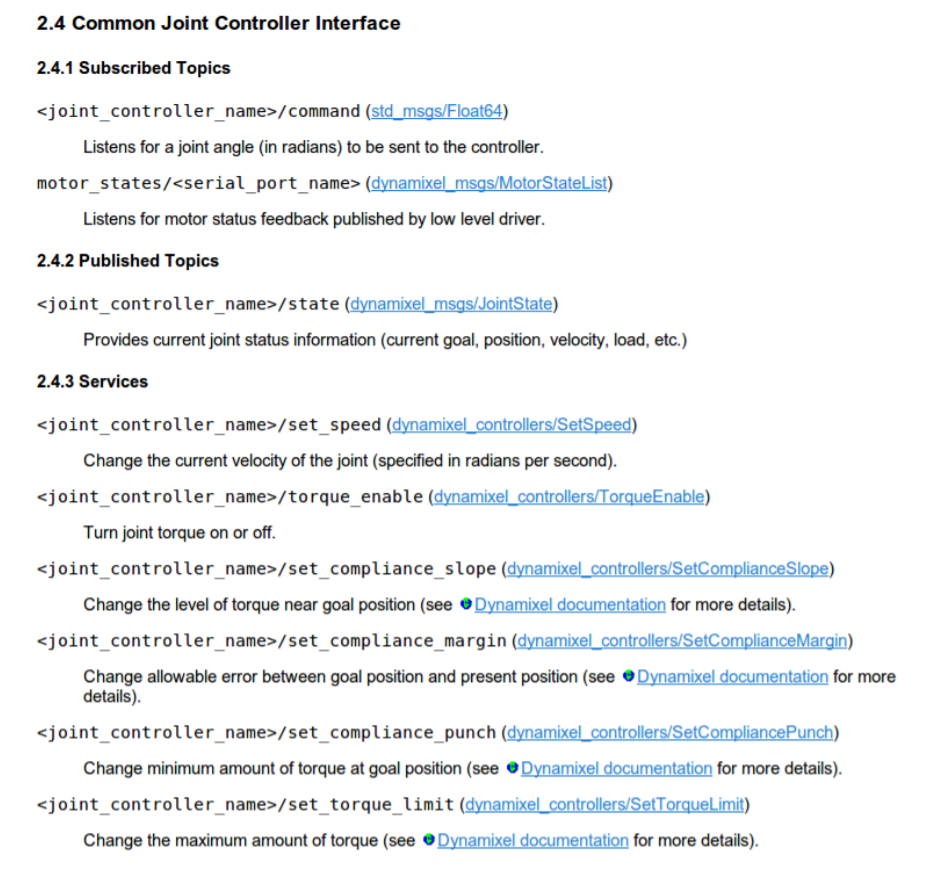 2.4 Common Joint Controller Interface
2.4.1 Subscribed Topics
<joint_controller_name>/command (std_msgs/Float64)
Listens for a joint angle (in radians) to be sent to the controller.
motor_states/<serial_port_name> (dynamixel_msgs/MotorStateList)
Listens for motor status feedback published by low level driver.
2.4.2 Published Topics
<joint_controller_name>/state (dynamixel_msgs/JointState)
Provides current joint status information (current goal, position, velocity, load, etc.)
2.4.3 Services
<joint_controller_name>/set_speed (dynamixel_controllers/SetSpeed)
Change the current velocity of the joint (specified in radians per second).
<joint_controller_name>/torque_enable (dynamixel_controllers/TorqueEnable)
Turn joint torque on or off.
<joint_controller_name>/set_compliance_slope (dynamixel_controllers/SetComplianceSlope)
Change the level of torque near goal position (see Dynamixel documentation for more details).
<joint_controller_name>/set_compliance_margin (dynamixel_controllers/SetComplianceMargin)
Change allowable error between goal position and present position (see Dynamixel documentation for more
details).
<joint_controller_name>/set_compliance_punch (dynamixel_controllers/SetCompliancePunch)
Change minimum amount of torque at goal position (see Dynamixel documentation for more details).
<joint_controller_name>/set_torque_limit (dynamixel_controllers/SetTorqueLimit)
Change the maximum amount of torque (see Dynamixel documentation for more details).